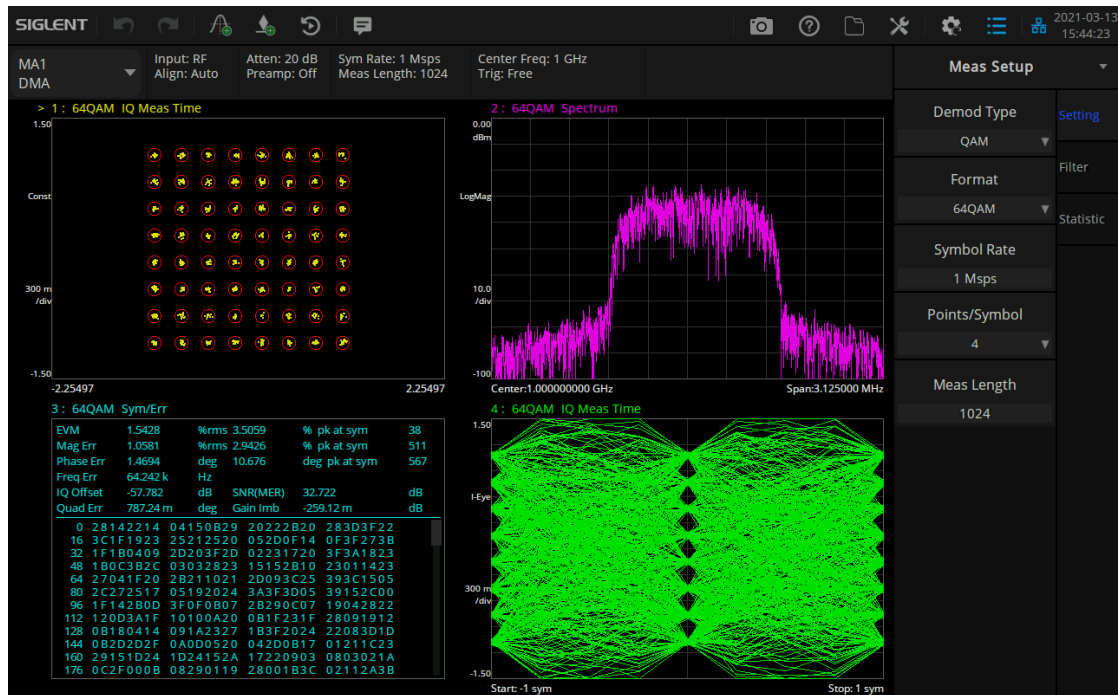 SIGLENT
2021-03-13
15:44:23
MA1
DMA
Input: RF
Align: Auto
Atten: 20 dB
Preamp: Off
Sym Rate: 1 Msps
Meas Length: 1024
Center Freq: 1 GHz
Trig: Free
> 1 : 64QAM IQ Meas Time
1.50
Const
300 m
/div
-1.50
-2.25497 2.25497
2 : 64QAM Spectrum
0.00
dBm
LogMag
10.0
/div
-100
Center:1.000000000 GHz Span:3.125000 MHz
3 : 64QAM Sym/Err
EVM 1.5428 %rms 3.5059 % pk at sym 38
Mag Err 1.0581 %rms 2.9426 % pk at sym 511
Phase Err 1.4694 deg 10.676 deg pk at sym 567
Freq Err 64.242 k Hz
IQ Offset -57.782 dB SNR(MER) 32.722 dB
Quad Err 787.24 m deg Gain Imb -259.12 m dB
0 28142214 04150B29 20222B20 283D3F22
16 3C1F1923 25212520 052D0F14 0F3F273B
32 1F1B0409 2D203F2D 02231720 3F3A1823
48 1B0C3B2C 03032823 15152B10 23011423
64 27041F20 2B211021 2D093C25 393C1505
80 2C272517 05192024 3A3F3D05 39152C00
96 1F142B0D 3F0F0B07 2B290C07 19042822
112 120D3A1F 10100A20 0B1F231F 28091912
128 0B180414 091A2327 1B3F2024 22083D1D
144 0B2D2D2F 0A0D0520 042D0B17 01211C23
160 29151D24 1D24152A 17220903 0803021A
176 0C2F000B 08290119 28001B3C 02112A3B
4 : 64QAM IQ Meas Time
1.50
I-Eye
300 m
/div
-1.50
Start: -1 sym Stop: 1 sym
Meas Setup
Demod Type
QAM
Format
64QAM
Symbol Rate
1 Msps
Points/Symbol
4
Meas Length
1024
Setting
Filter
Statistic